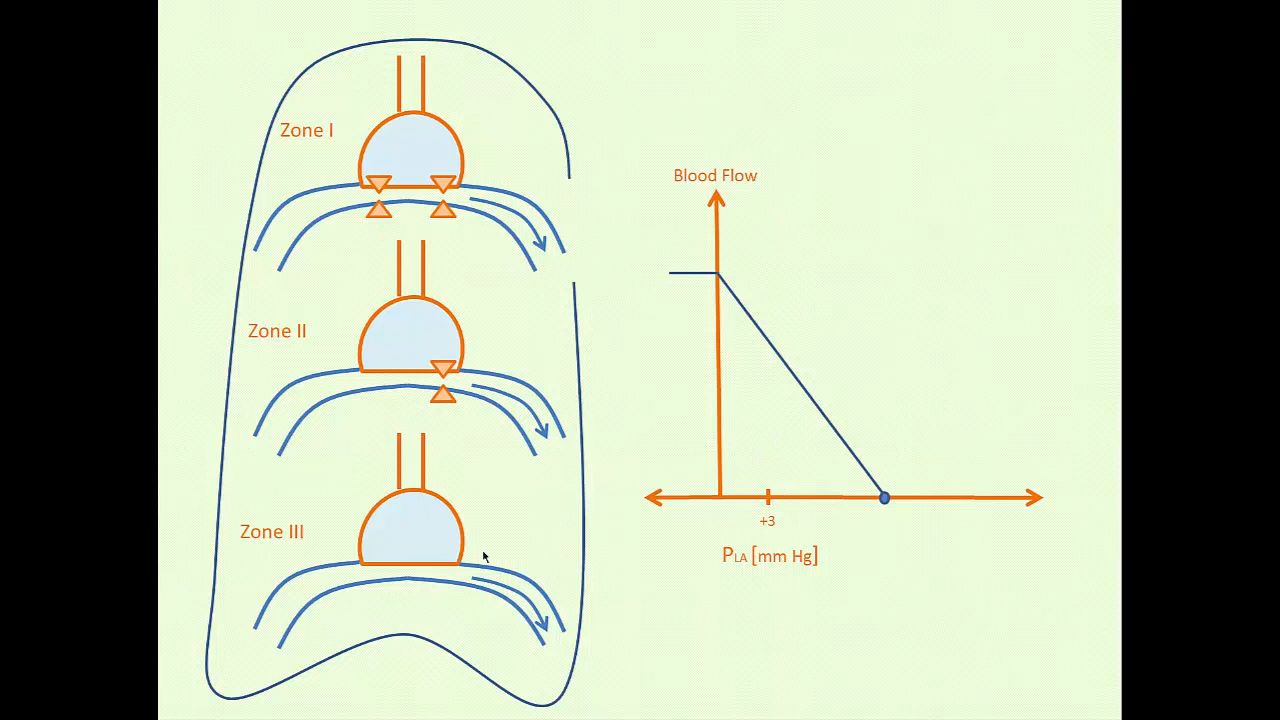 Zone I
Zone II
Zone III
Blood Flow
+3
PLA [mm Hg]